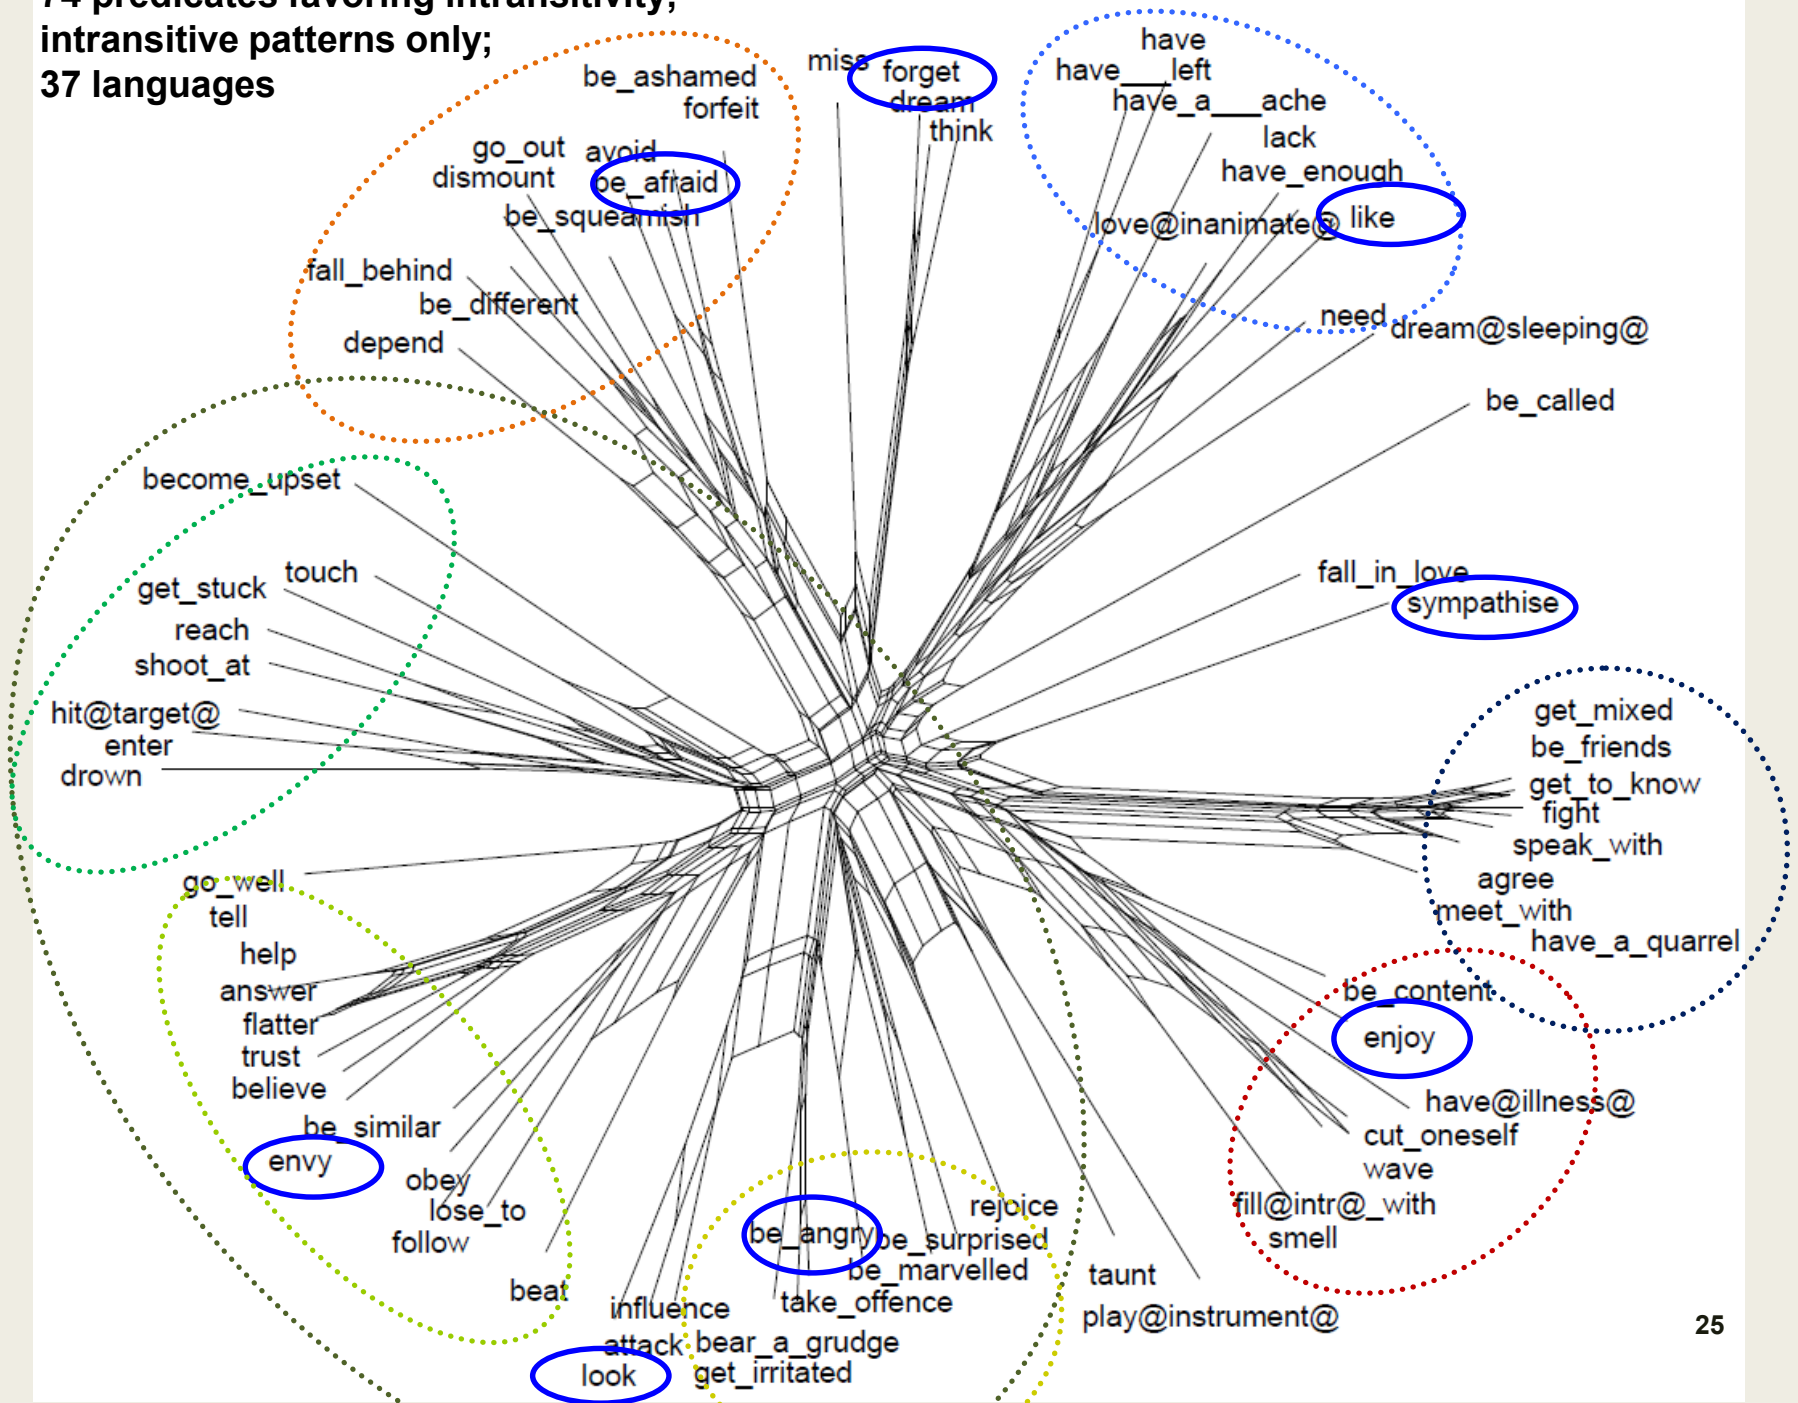 74 predicates favoring intransitivity;
intransitive patterns only;
37 languages
be_ashamed
forfeit
go_out
avoid
dismount
be_afraid
be_squeamish
fall_behind
be_different
depend
miss
forget
dream
think
have
have___left
have_a___ache
lack
have_enough
love@inanimate@
like
need
dream@sleeping@
be_called
fall_in_love
sympathise
get_mixed
be_friends
get_to_know
fight
speak_with
agree
meet_with
have_a_quarrel
be_content
enjoy
have@illness@
cut_oneself
wave
fill@intr@_with
smell
become_upset
touch
get_stuck
reach
shoot_at
hit@target@
enter
drown
go_well
tell
help
answer
flatter
trust
believe
be_similar
envy
obey
lose_to
follow
beat
influence
attack
look
rejoice
be_angry
be_surprised
be_marvelled
take_offence
bear_a_grudge
get_irritated
taunt
play@instrument@
25